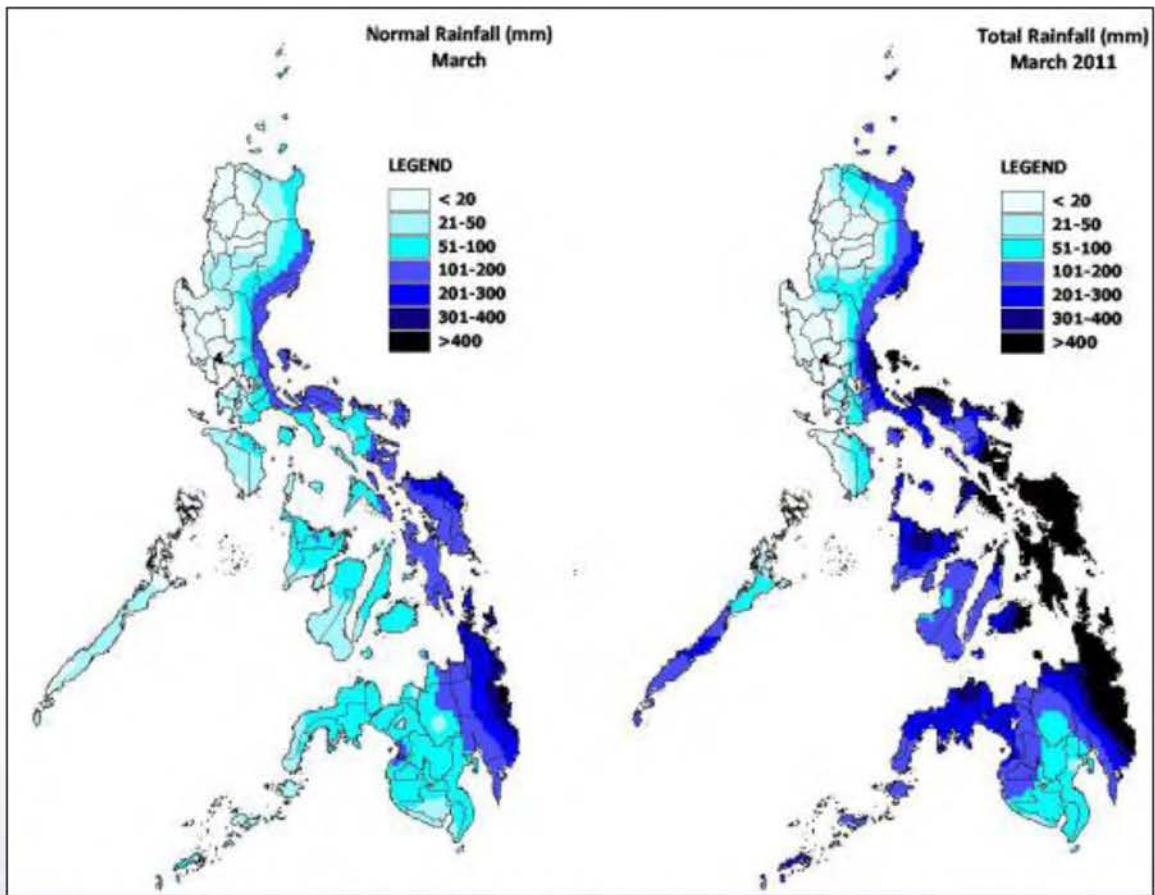 Normal Rainfall (mm)
March
LEGEND
< 20
21-50
51-100
101-200
201-300
301-400
>400
Total Rainfall (mm)
March 2011
LEGEND
< 20
21-50
51-100
101-200
201-300
301-400
>400